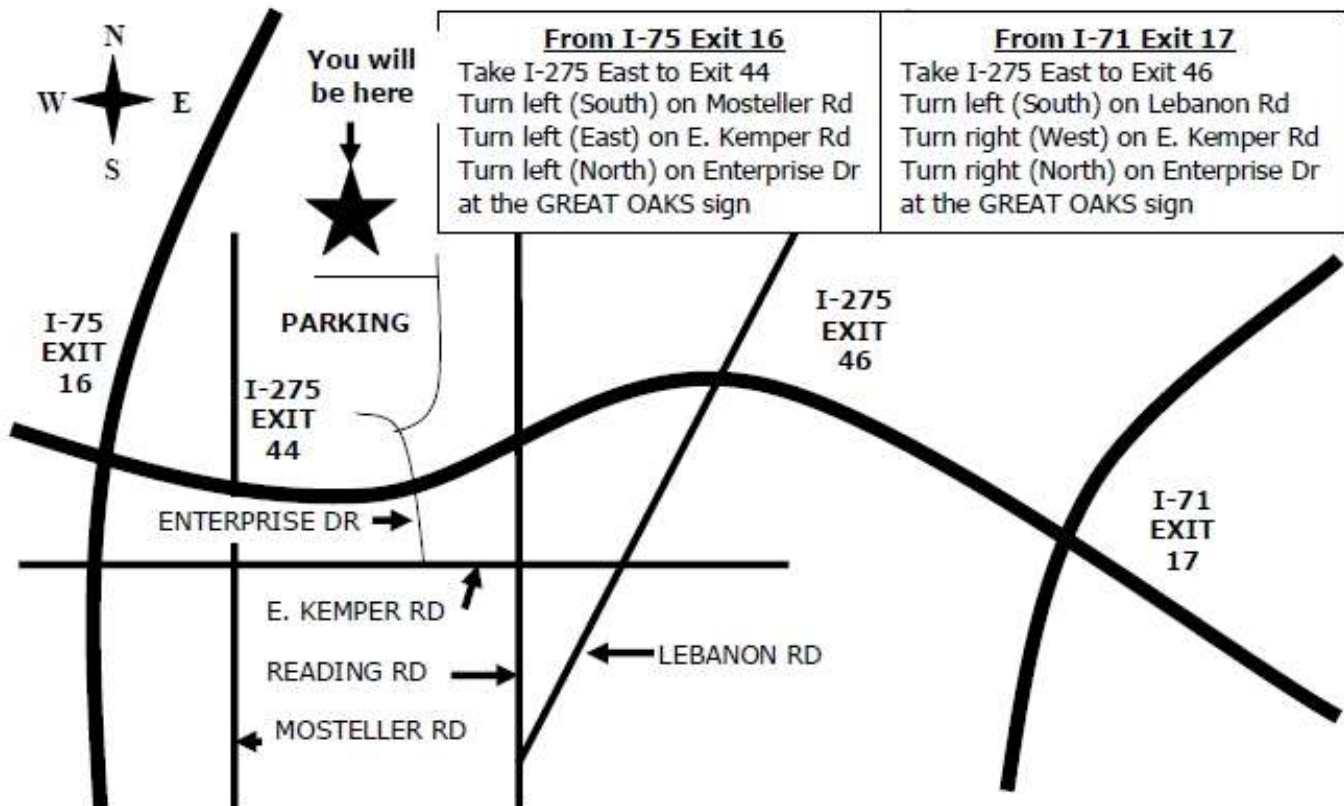 N
W
E
S
You will
be here
From I-75 Exit 16
Take I-275 East to Exit 44
Turn left (South) on Mosteller Rd
Turn left (East) on E. Kemper Rd
Turn left (North) on Enterprise Dr
at the GREAT OAKS sign
From I-71 Exit 17
Take I-275 East to Exit 46
Turn left (South) on Lebanon Rd
Turn right (West) on E. Kemper Rd
Turn right (North) on Enterprise Dr
at the GREAT OAKS sign
I-75
EXIT
16
PARKING
I-275
EXIT
44
I-275
EXIT
46
I-71
EXIT
17
ENTERPRISE DR
E. KEMPER RD
READING RD
LEBANON RD
MOSTELLER RD